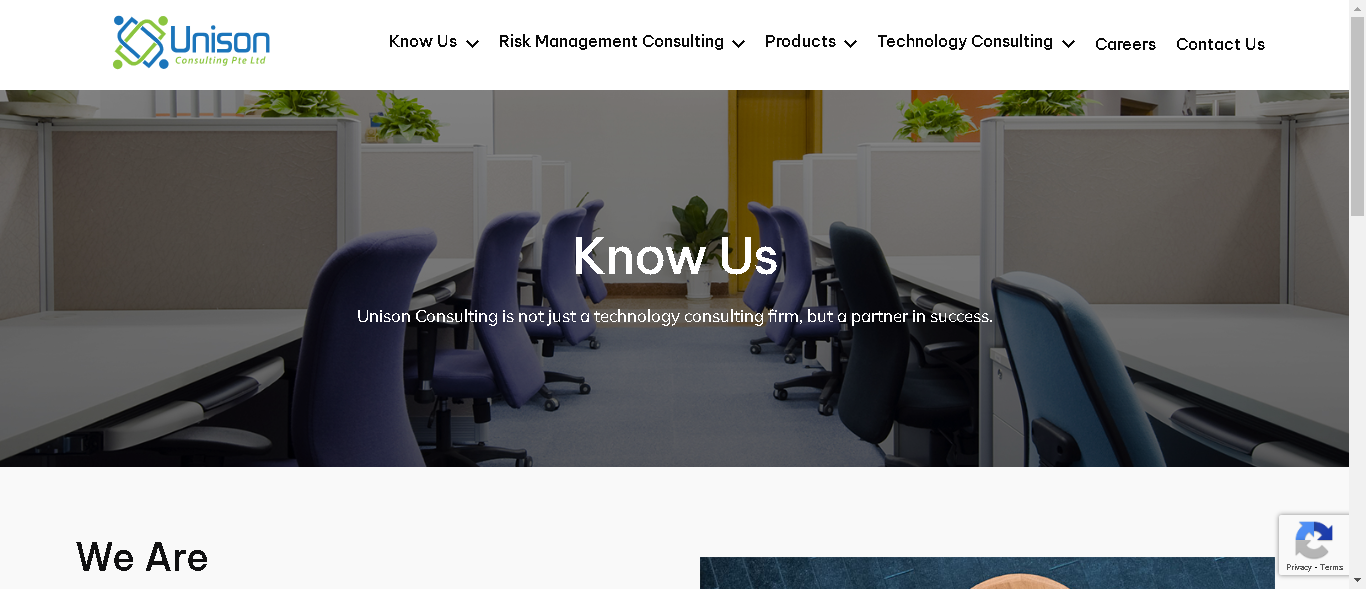 Unison
Consulting Pte Ltd
Know Us
Risk Management Consulting
Products
Technology Consulting
Careers
Contact Us
Know Us
Unison Consulting is not just a technology consulting firm, but a partner in success.
We Are
Privacy - Terms